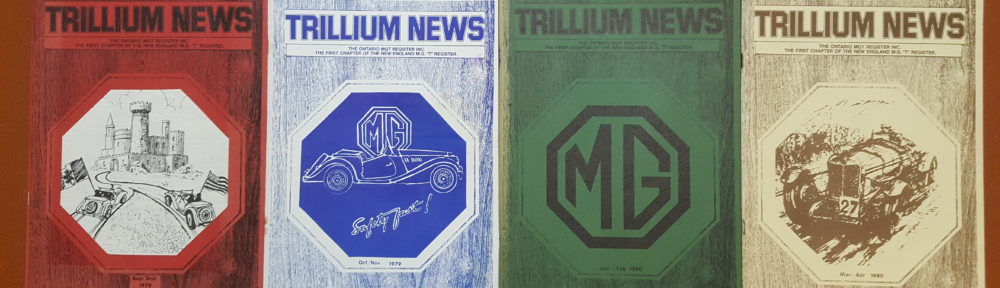 TRILLIUM NEWS
THE ONTARIO MGT REGISTER INC.
THE FIRST CHAPTER OF THE NEW ENGLAND M.G. "T" REGISTER.
Aug. Sept.
1979
TRILLIUM NEWS
THE ONTARIO MGT REGISTER INC.
THE FIRST CHAPTER OF THE NEW ENGLAND M.G. "T" REGISTER.
MG
Safety Fast!
Oct. Nov. 1979
TRILLIUM NEWS
THE ONTARIO MGT REGISTER INC.
THE FIRST CHAPTER OF THE NEW ENGLAND M.G. "T" REGISTER.
MG
Jan - Feb 1980
TRILLIUM NEWS
THE ONTARIO MGT REGISTER INC.
THE FIRST CHAPTER OF THE NEW ENGLAND M.G. "T" REGISTER.
27
Mar - Apr. 1980